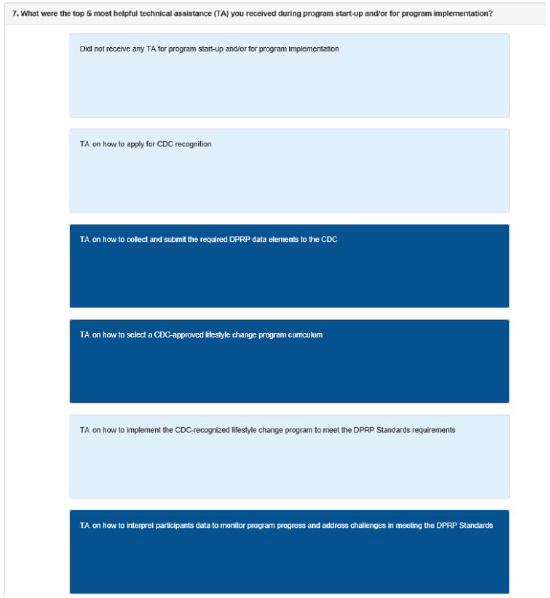 7. What were the top 5 most helpful technical assistance (TA) you received during program start-up and/or for program implementation?
Did not receive any TA for program start-up and/or for program implementation
TA on how to apply for CDC recognition
TA on how to collect and submit the required DPRP data elements to the CDC
TA on how to select a CDC-approved lifestyle change program curriculum
TA on how to implement the CDC-recognized lifestyle change program to meet the DPRP Standards requirements
TA on how to interpret participants data to monitor program progress and address challenges in meeting the DPRP Standards